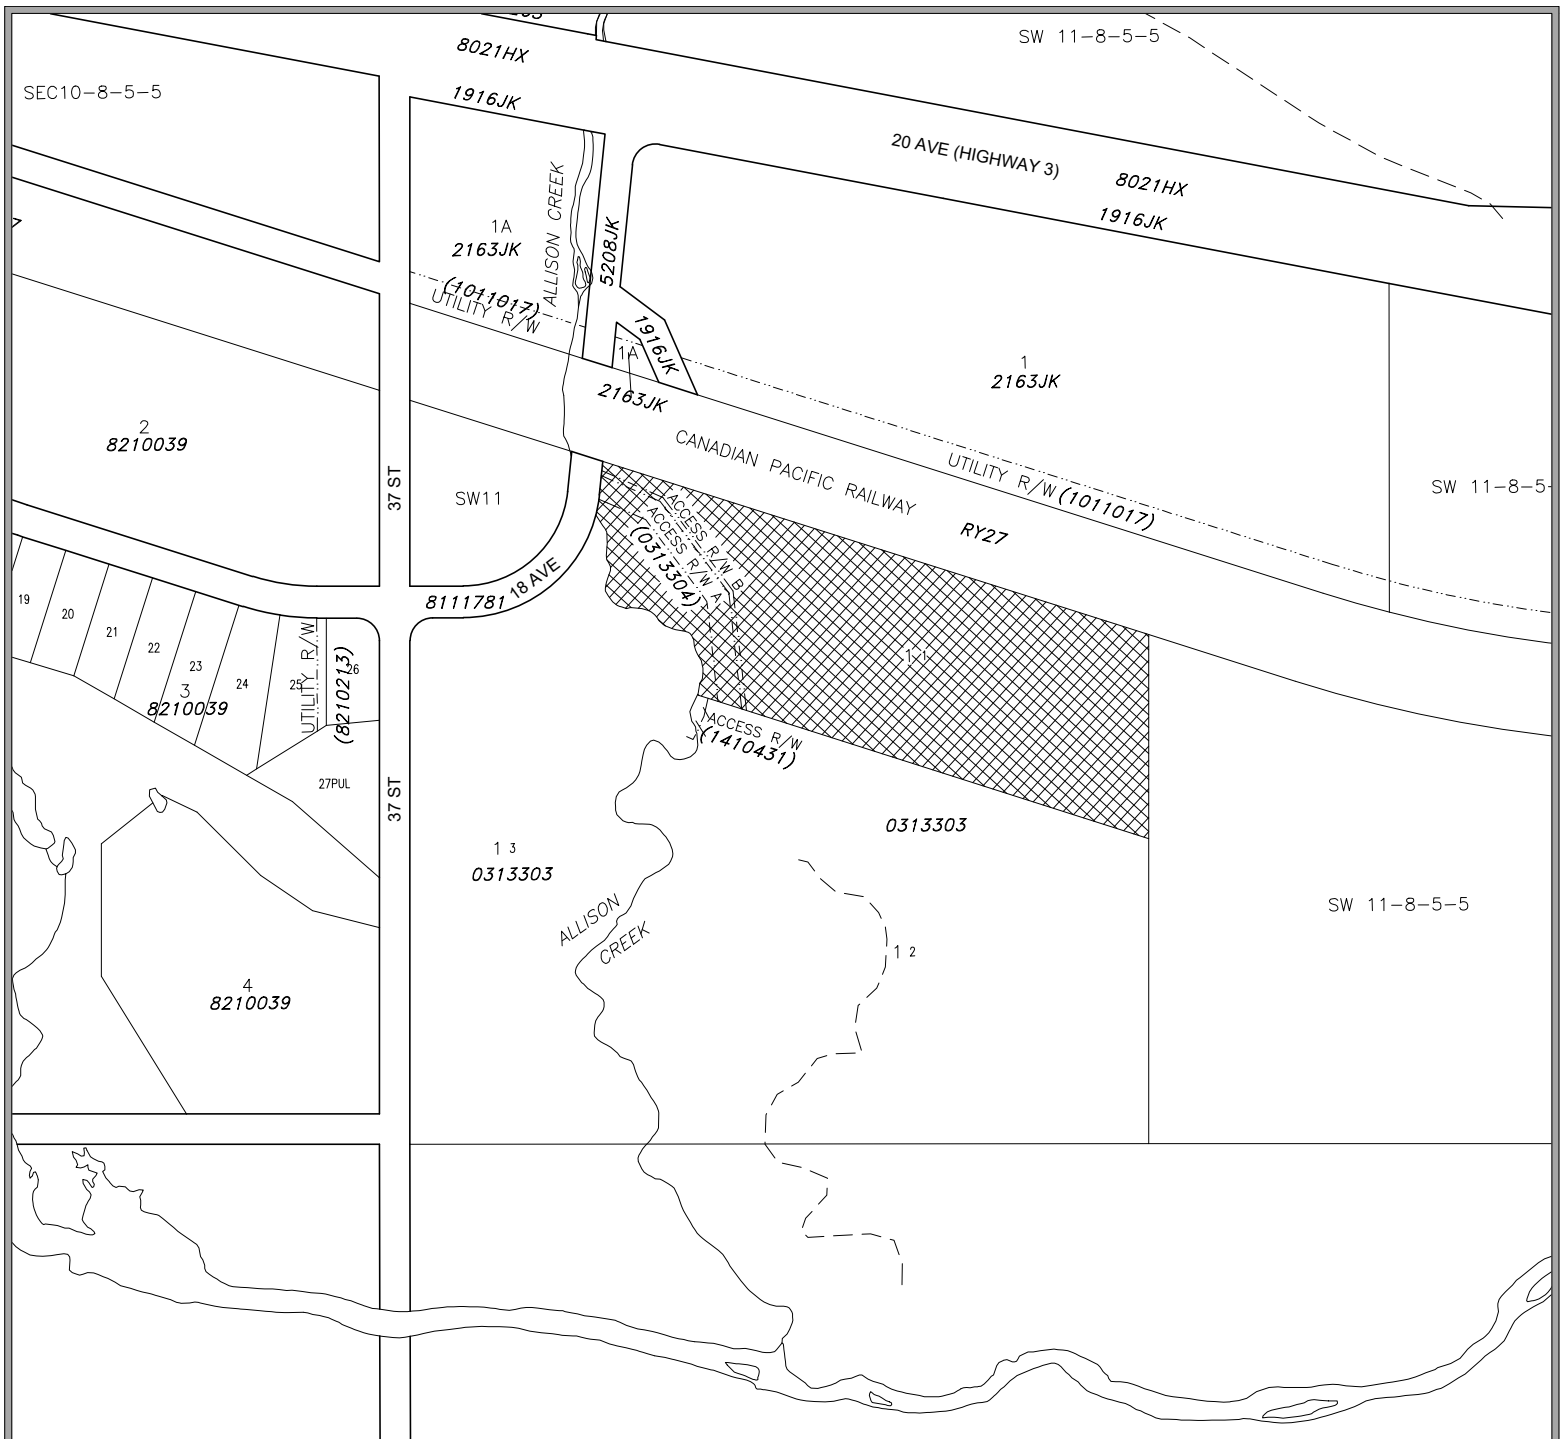 8021HX
SW 11-8-5-5
SEC10-8-5-5
1916JK
20 AVE (HIGHWAY 3)
8021HX
1916JK
ALLISON CREEK
1A
2163JK
5208JK
(1011017)
UTILITY R/W
1916JK
1A
2163JK
1
2163JK
2
8210039
CANADIAN PACIFIC RAILWAY
UTILITY R/W (1011017)
RY27
37 ST
SW11
SW 11-8-5-
ACCESS R/W B
ACCESS R/W A
(0313304)
18 AVE
8111781
19
20
21
22
23
24
25
26
UTILITY R/W
(8210213)
3
8210039
1 1
ACCESS R/W
(1410431)
27PUL
37 ST
0313303
1 3
0313303
ALLISON
CREEK
SW 11-8-5-5
1 2
4
8210039